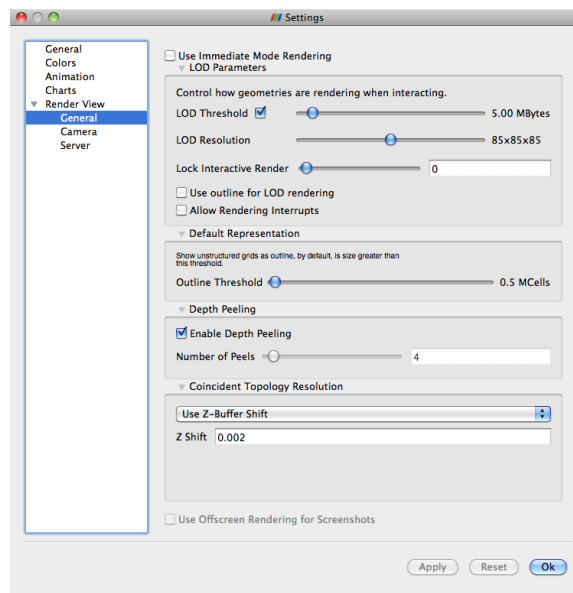 Settings
General
Colors
Animation
Charts
Render View
General
Camera
Server
Use Immediate Mode Rendering
LOD Parameters
Control how geometries are rendering when interacting.
LOD Threshold 5.00 MBytes
LOD Resolution 85x85x85
Lock Interactive Render 0
Use outline for LOD rendering
Allow Rendering Interrupts
Default Representation
Show unstructured grids as outline, by default, is size greater than
this threshold.
Outline Threshold 0.5 MCells
Depth Peeling
Enable Depth Peeling
Number of Peels 4
Coincident Topology Resolution
Use Z-Buffer Shift
Z Shift 0.002
Use Offscreen Rendering for Screenshots
Apply Reset Ok